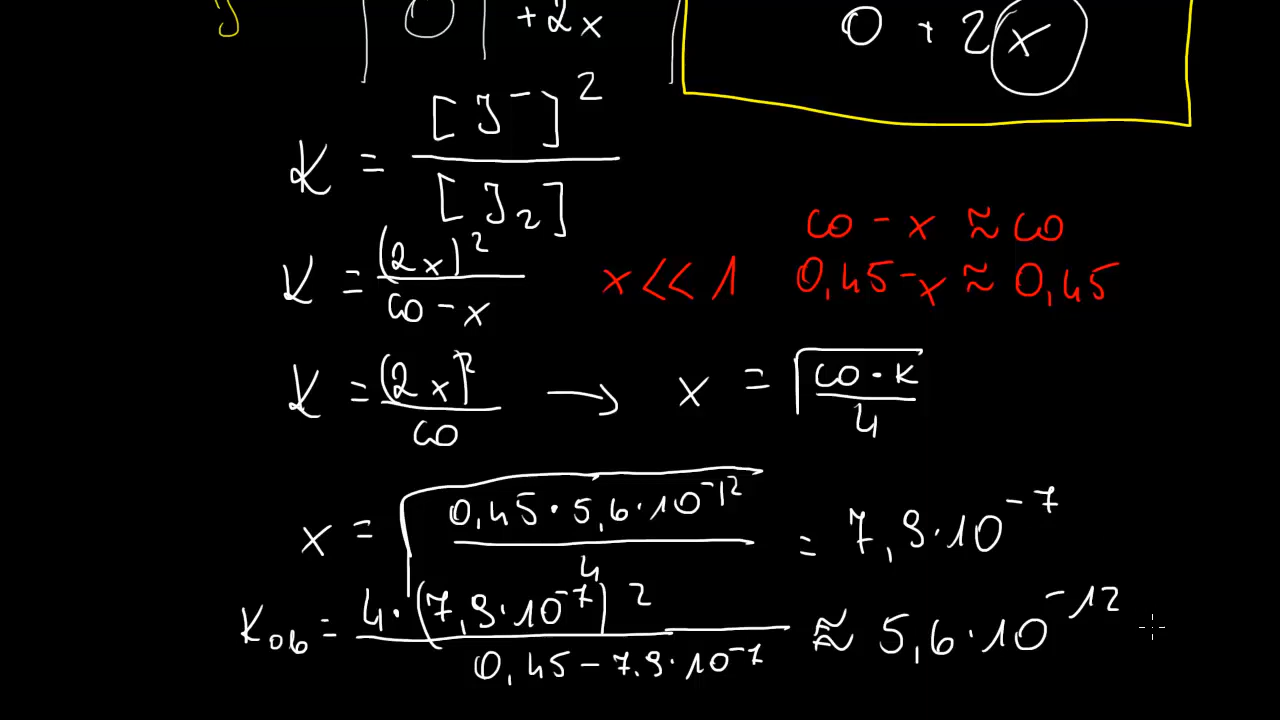 J 0 +2x 0 + 2x
K = [J⁻]² / [J₂]
c0 - x ≈ c0
K = (2x)² / c0 - x x << 1 0,45 - x ≈ 0,45
K = (2x)² / c0 → x = √(c0 · K / 4)
x = √(0,45 · 5,6 · 10⁻¹² / 4) = 7,9 · 10⁻⁷
K₀b = 4 · (7,9 · 10⁻⁷)² / 0,45 - 7,9 · 10⁻⁷ ≈ 5,6 · 10⁻¹²